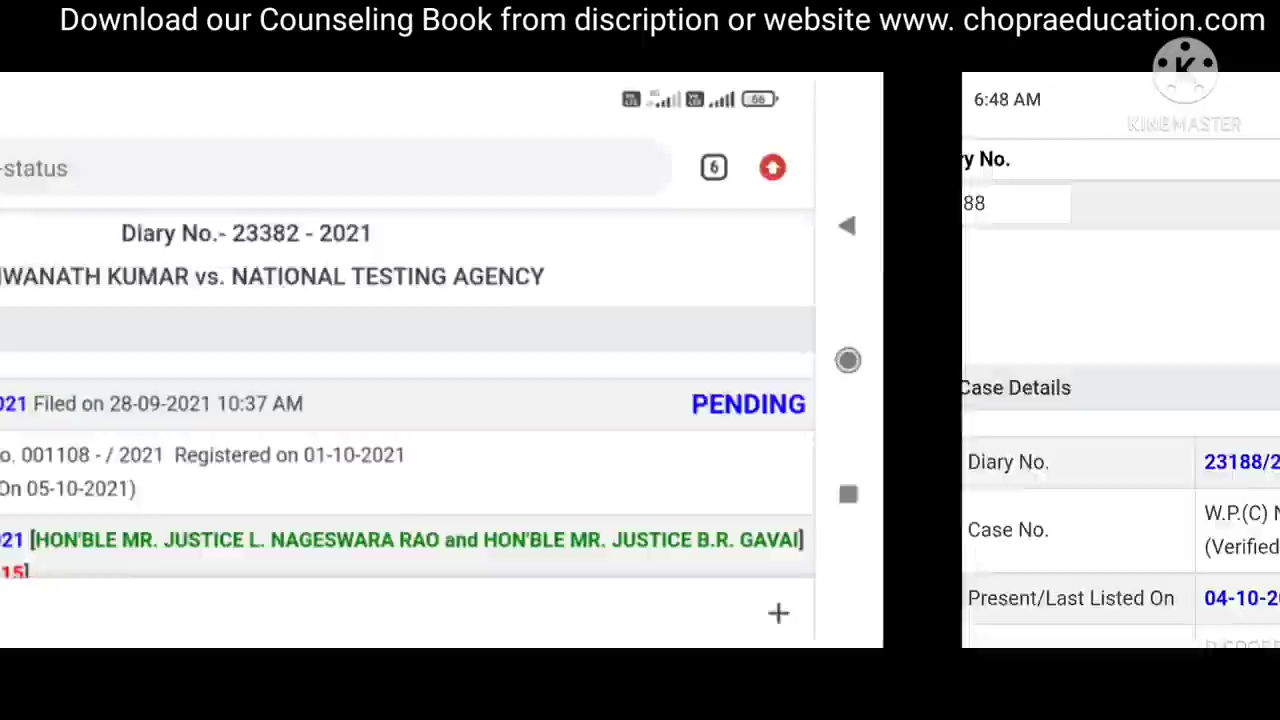 Download our Counseling Book from discription or website www. chopraeducation.com
KINEMASTER
66
-status
6
Diary No.- 23382 - 2021
WANATH KUMAR vs. NATIONAL TESTING AGENCY
021 Filed on 28-09-2021 10:37 AM
PENDING
o. 001108 - / 2021 Registered on 01-10-2021
On 05-10-2021)
21 [HON'BLE MR. JUSTICE L. NAGESWARA RAO and HON'BLE MR. JUSTICE B.R. GAVAI]
15]
6:48 AM
ry No.
88
Case Details
Diary No.
23188/2
Case No.
W.P.(C) N
(Verified
Present/Last Listed On
04-10-2